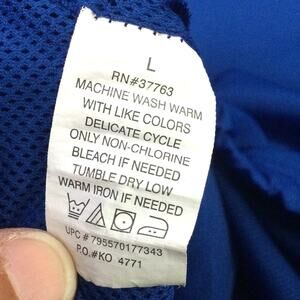 L
RN#37763
MACHINE WASH WARM
WITH LIKE COLORS
DELICATE CYCLE
ONLY NON-CHLORINE
BLEACH IF NEEDED
TUMBLE DRY LOW
WARM IRON IF NEEDED
UPC # 795570177343
P.O.#KO 4771